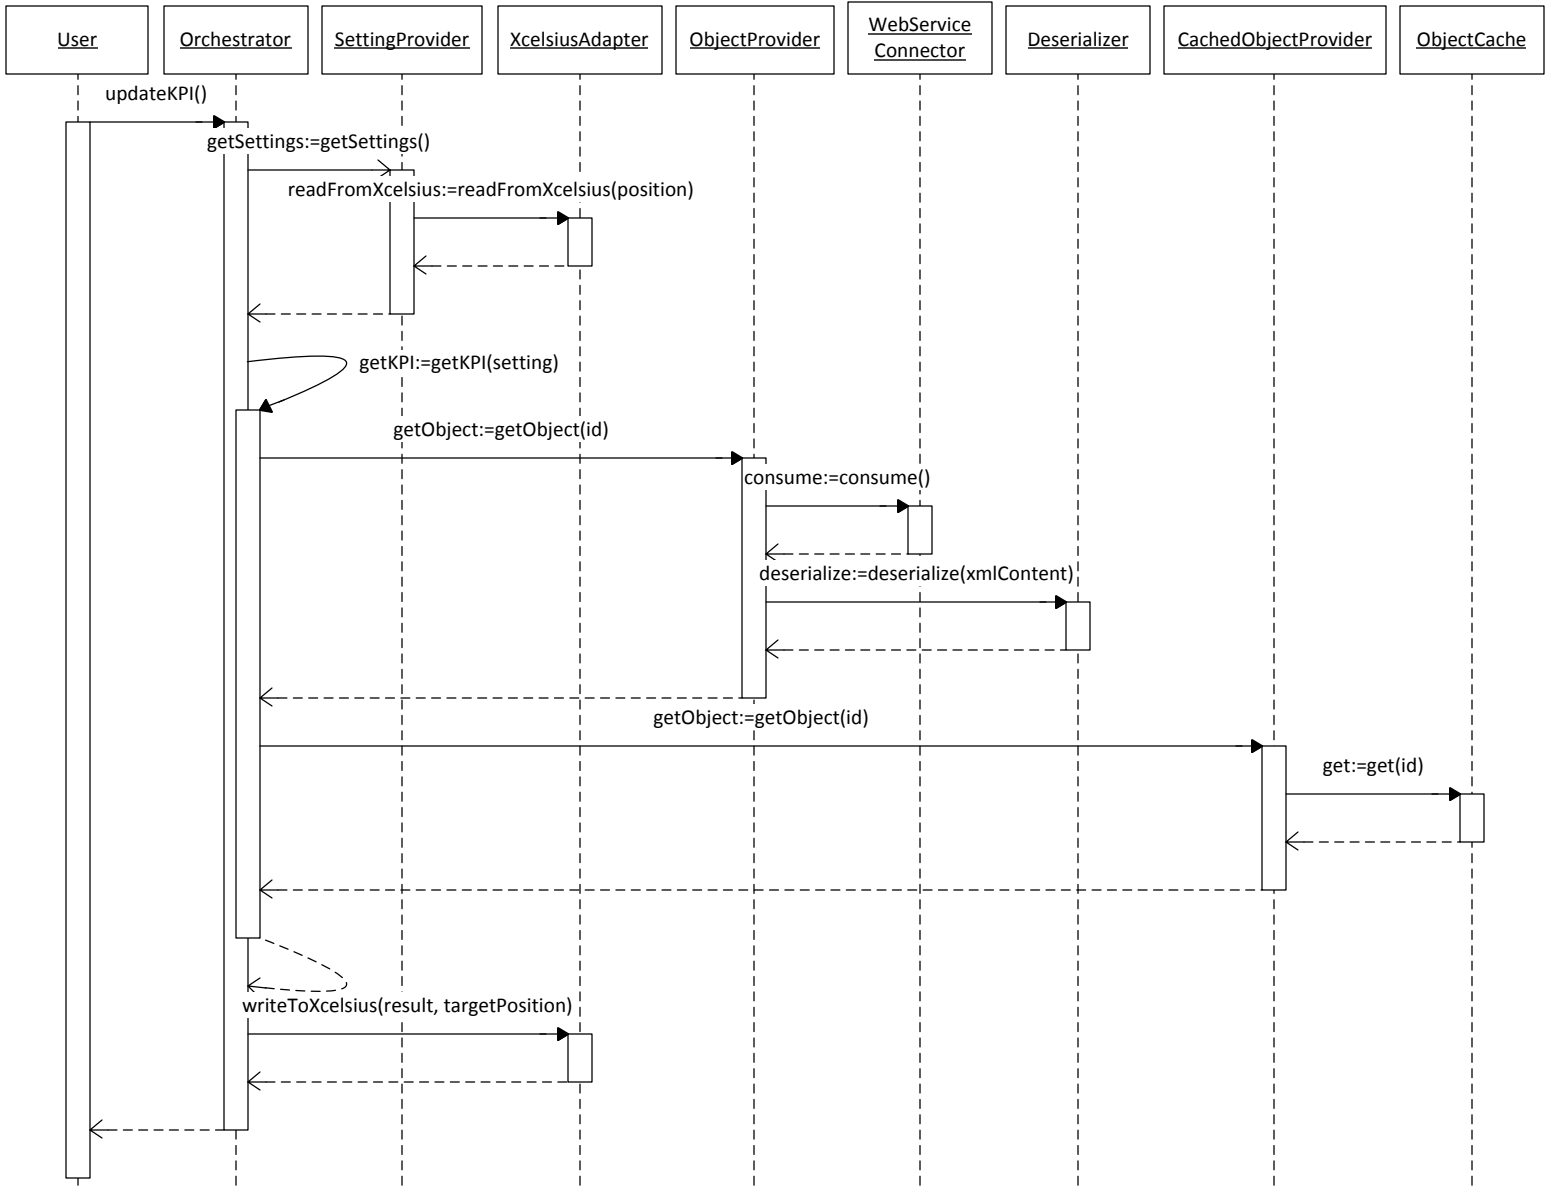 User
Orchestrator
SettingProvider
XcelsiusAdapter
ObjectProvider
WebService
Connector
Deserializer
CachedObjectProvider
ObjectCache
updateKPI()
getSettings:=getSettings()
readFromXcelsius:=readFromXcelsius(position)
getKPI:=getKPI(setting)
getObject:=getObject(id)
consume:=consume()
deserialize:=deserialize(xmlContent)
getObject:=getObject(id)
get:=get(id)
writeToXcelsius(result, targetPosition)